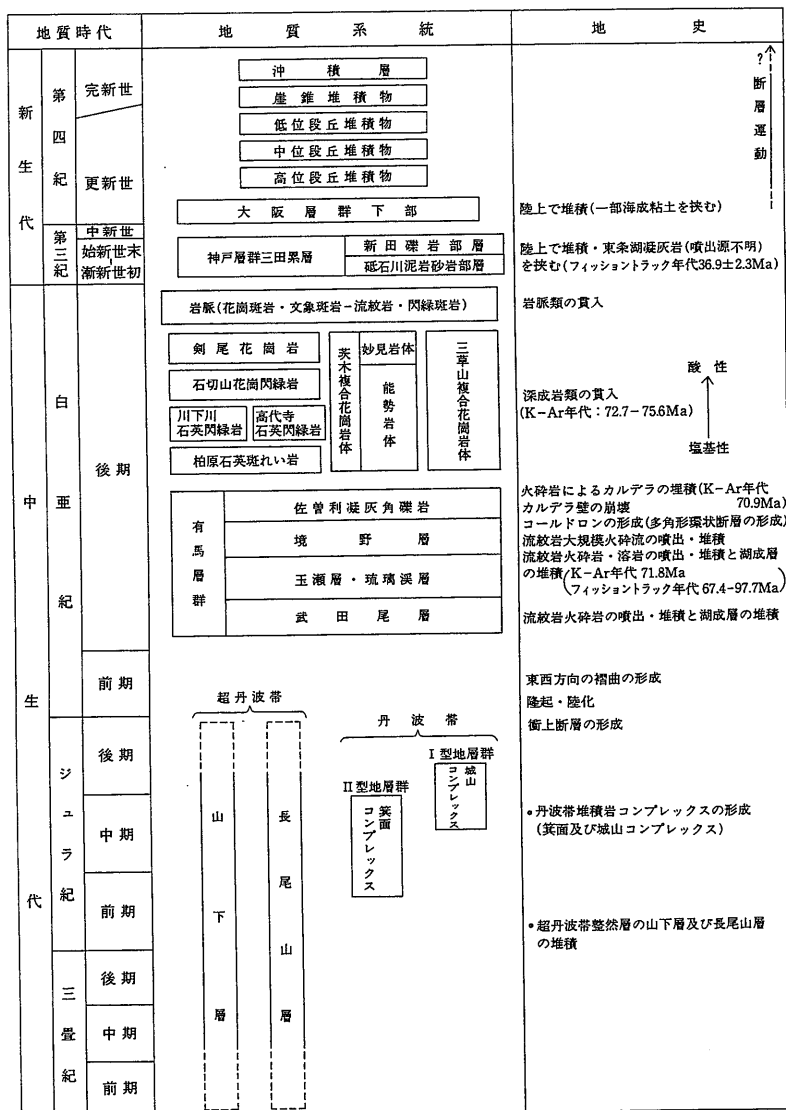 地質時代 地質系統 地史
新生代
第四紀
完新世
更新世
第三紀
中新世
始新世末
漸新世初
沖積層
崖錐堆積物
低位段丘堆積物
中位段丘堆積物
高位段丘堆積物
大阪層群下部
神戸層群三田累層
新田礫岩部層
砥石川泥岩砂岩部層
?断層運動
陸上で堆積(一部海成粘土を挟む)
陸上で堆積・東条湖凝灰岩(噴出源不明)
を挟む(フィッショントラック年代36.9±2.3Ma)
中生代
白亜紀
後期
前期
岩脈(花崗斑岩・文象斑岩-流紋岩・閃緑斑岩)
岩脈類の貫入
剣尾花崗岩
石切山花崗閃緑岩
川下川
石英閃緑岩
高代寺
石英閃緑岩
柏原石英斑れい岩
茨木複合花崗岩体
妙見岩体
能勢岩体
三草山複合花崗岩体
深成岩類の貫入
(K-Ar年代:72.7-75.6Ma)
酸性
塩基性
有馬層群
佐曽利凝灰角礫岩
境野層
玉瀬層・琉璃渓層
武田尾層
火砕岩によるカルデラの埋積(K-Ar年代
70.9Ma)
カルデラ壁の崩壊
コールドロンの形成(多角形環状断層の形成)
流紋岩大規模火砕流の噴出・堆積
流紋岩火砕岩・溶岩の噴出・堆積と湖成層
の堆積(K-Ar年代 71.8Ma
フィッショントラック年代 67.4-97.7Ma)
流紋岩火砕岩の噴出・堆積と湖成層の堆積
東西方向の褶曲の形成
隆起・陸化
衝上断層の形成
ジュラ紀
後期
中期
前期
三畳紀
後期
中期
前期
超丹波帯
山下層
長尾山層
丹波帯
I型地層群
城山
コンプレックス
II型地層群
箕面
コンプレックス
•丹波帯堆積岩コンプレックスの形成
(箕面及び城山コンプレックス)
•超丹波帯整然層の山下層及び長尾山層
の堆積